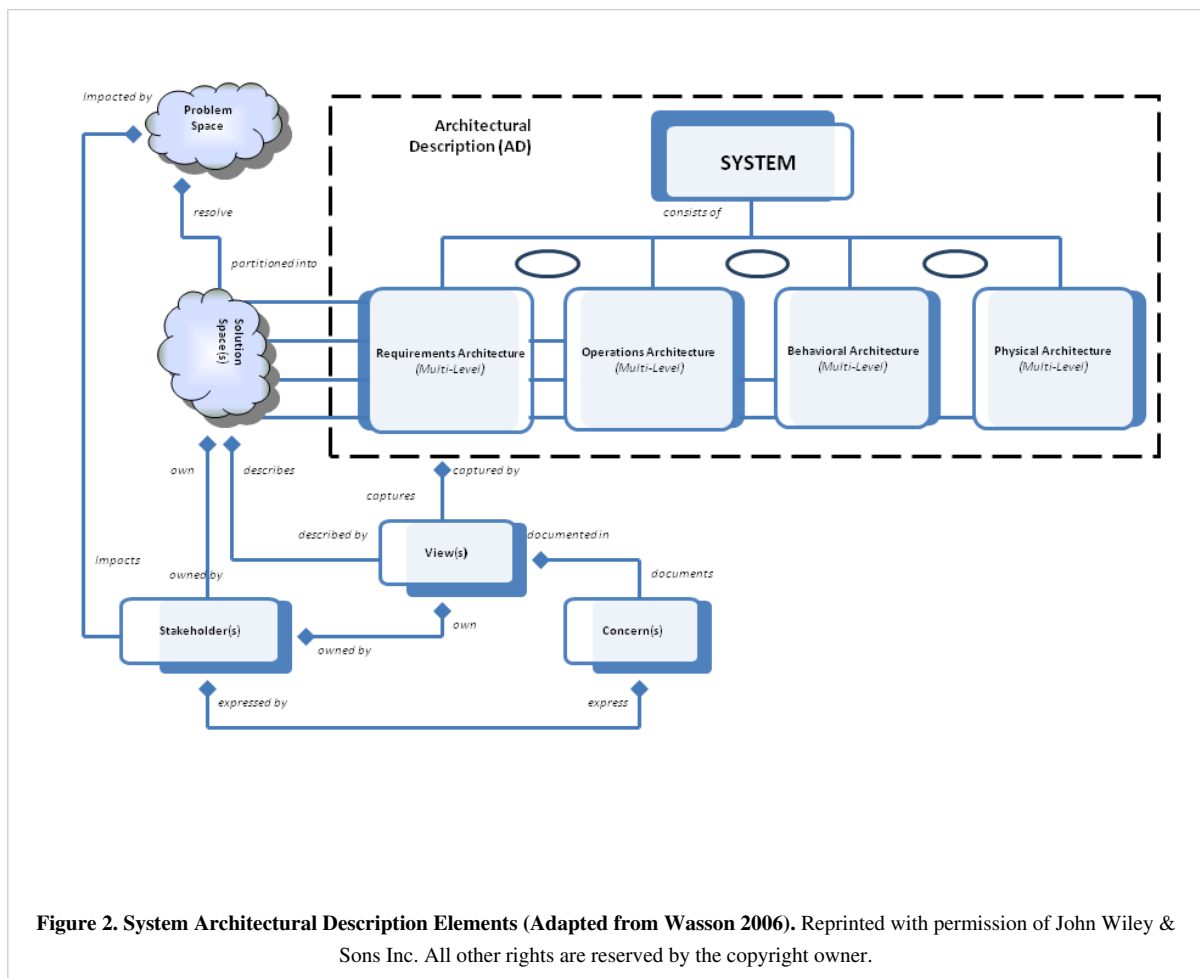 Impacted by
Problem
Space
Architectural
Description (AD)
SYSTEM
resolve
consists of
partitioned into
Solution
Space(s)
Requirements Architecture
(Multi-Level)
Operations Architecture
(Multi-Level)
Behavioral Architecture
(Multi-Level)
Physical Architecture
(Multi-Level)
own
describes
captured by
captures
described by
View(s)
documented in
Impacts
owned by
documents
Stakeholder(s)
own
owned by
Concern(s)
expressed by
express
Figure 2. System Architectural Description Elements (Adapted from Wasson 2006). Reprinted with permission of John Wiley &
Sons Inc. All other rights are reserved by the copyright owner.